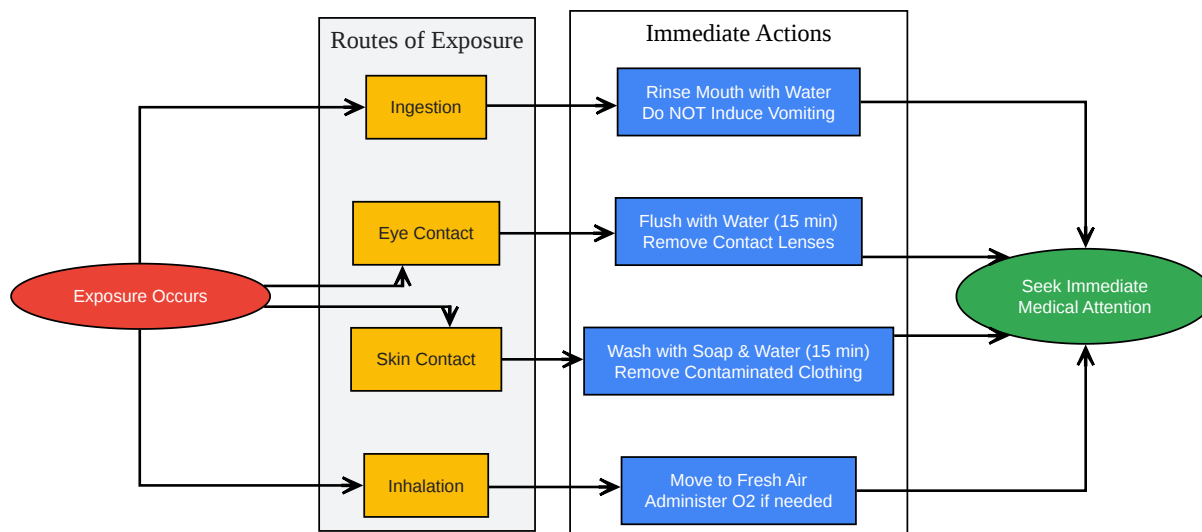 Routes of Exposure
Immediate Actions
Ingestion
Rinse Mouth with Water
Do NOT Induce Vomiting
Eye Contact
Flush with Water (15 min)
Remove Contact Lenses
Exposure Occurs
Seek Immediate
Medical Attention
Skin Contact
Wash with Soap & Water (15 min)
Remove Contaminated Clothing
Inhalation
Move to Fresh Air
Administer O2 if needed